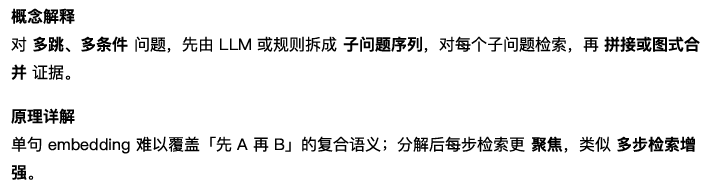 概念解释
对 多跳、多条件 问题，先由 LLM 或规则拆成 子问题序列，对每个子问题检索，再 拼接或图式合
并 证据。
原理详解
单句 embedding 难以覆盖「先 A 再 B」的复合语义；分解后每步检索更 聚焦，类似 多步检索增
强。